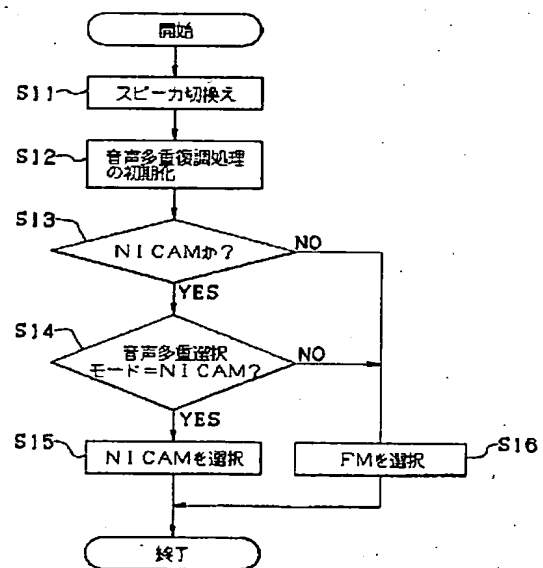 開始
S11
スピーカ切換え
S12
音声多重復調処理
の初期化
S13
NICAMか?
NO
YES
S14
音声多重選択
モード=NICAM?
NO
YES
S15
NICAMを選択
FMを選択
S16
終了